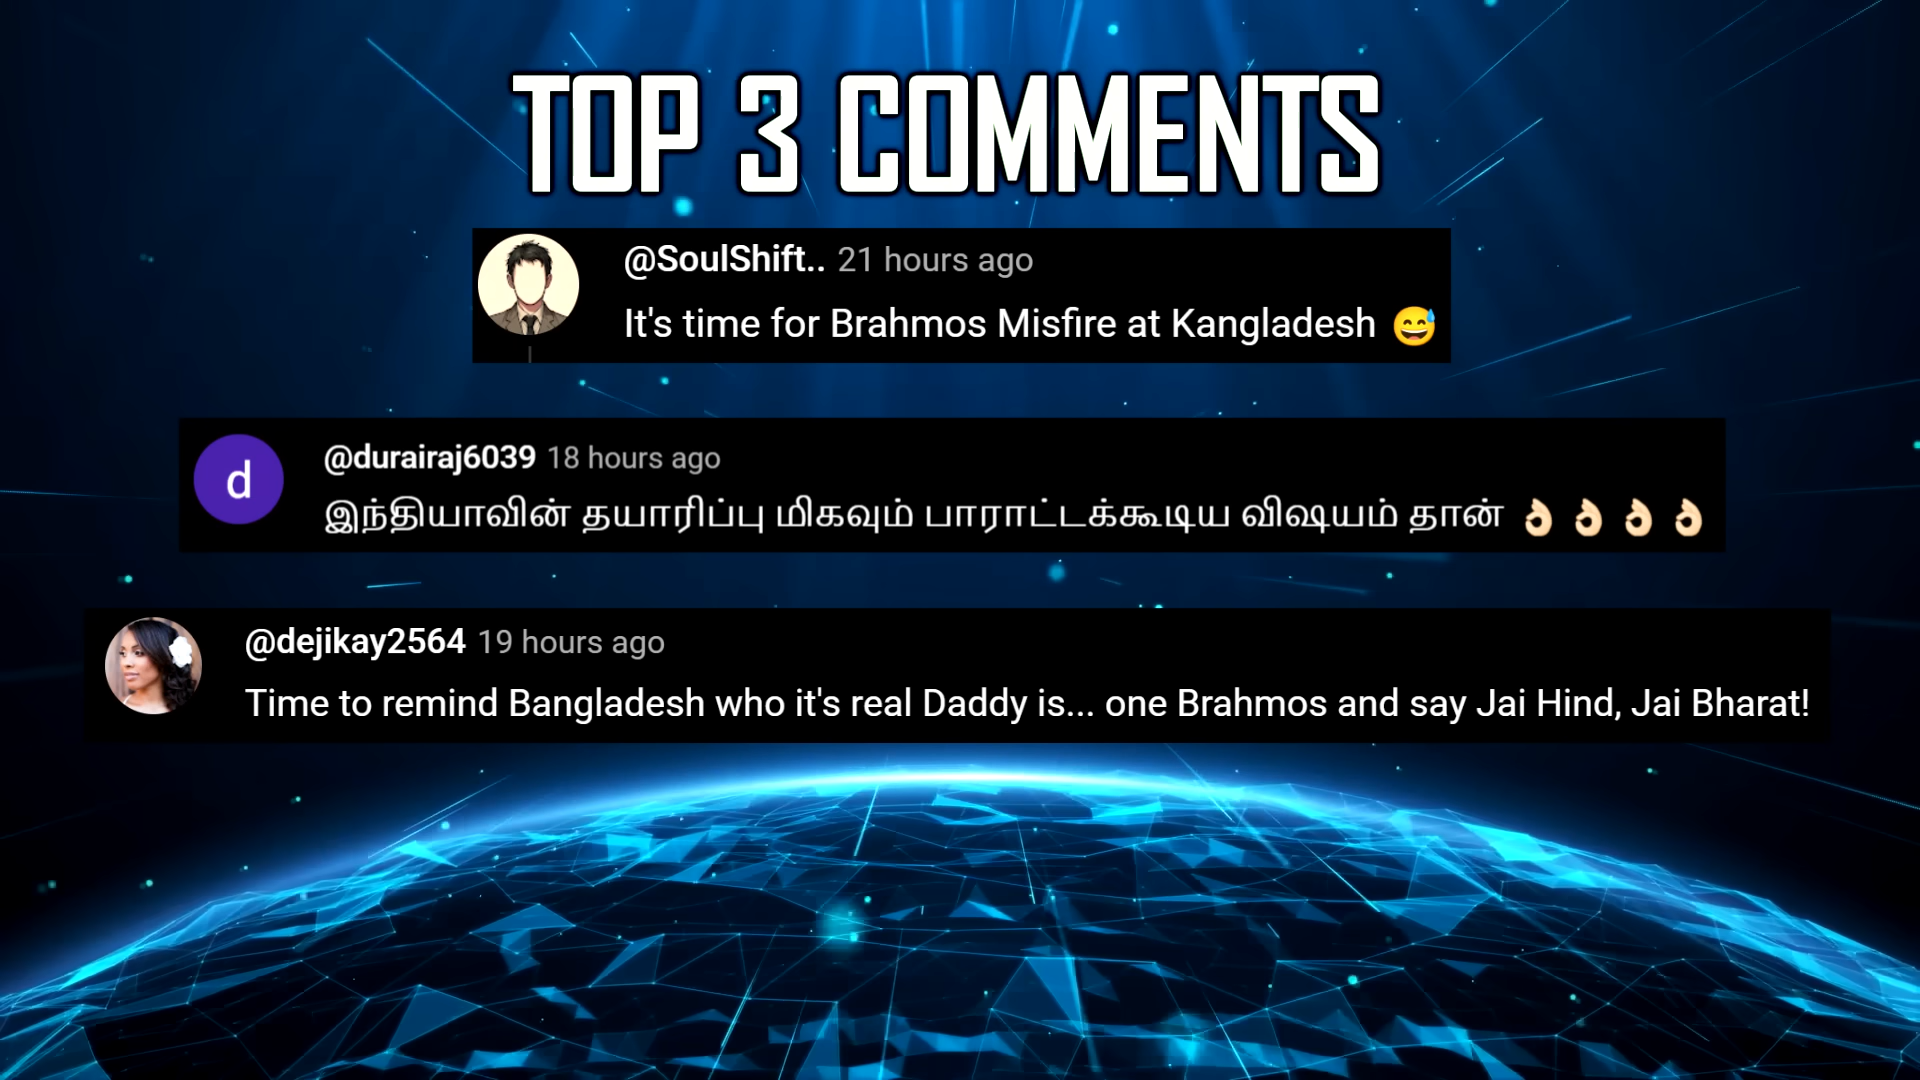 TOP 3 COMMENTS
@SoulShift.. 21 hours ago
It's time for Brahmos Misfire at Kangladesh 😅
d
@durairaj6039 18 hours ago
இந்தியாவின் தயாரிப்பு மிகவும் பாராட்டக்கூடிய விஷயம் தான் 👌🏻👌🏻👌🏻👌🏻
@dejikay2564 19 hours ago
Time to remind Bangladesh who it's real Daddy is... one Brahmos and say Jai Hind, Jai Bharat!